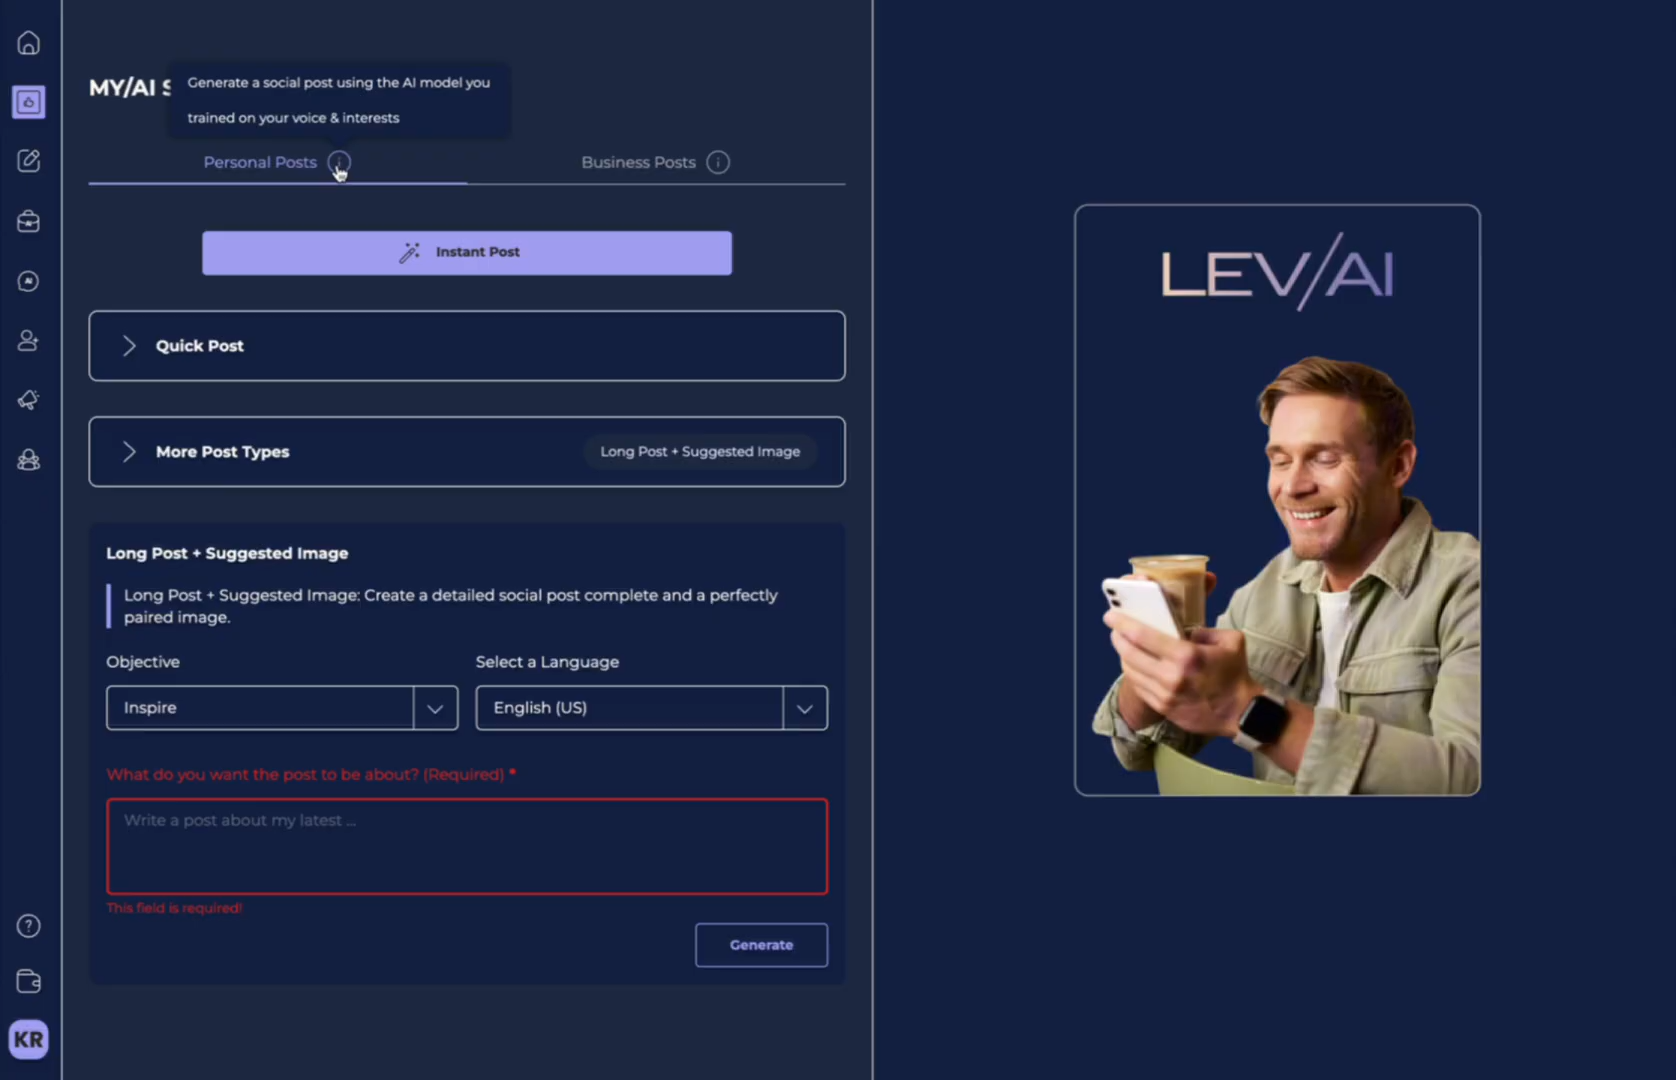 MY/AI
Generate a social post using the AI model you
trained on your voice & interests
Personal Posts
Business Posts
Instant Post
Quick Post
More Post Types
Long Post + Suggested Image
Long Post + Suggested Image
Long Post + Suggested Image: Create a detailed social post complete and a perfectly
paired image.
Objective
Select a Language
Inspire
English (US)
What do you want the post to be about? (Required) *
Write a post about my latest ...
This field is required!
Generate
KR
LEV/AI